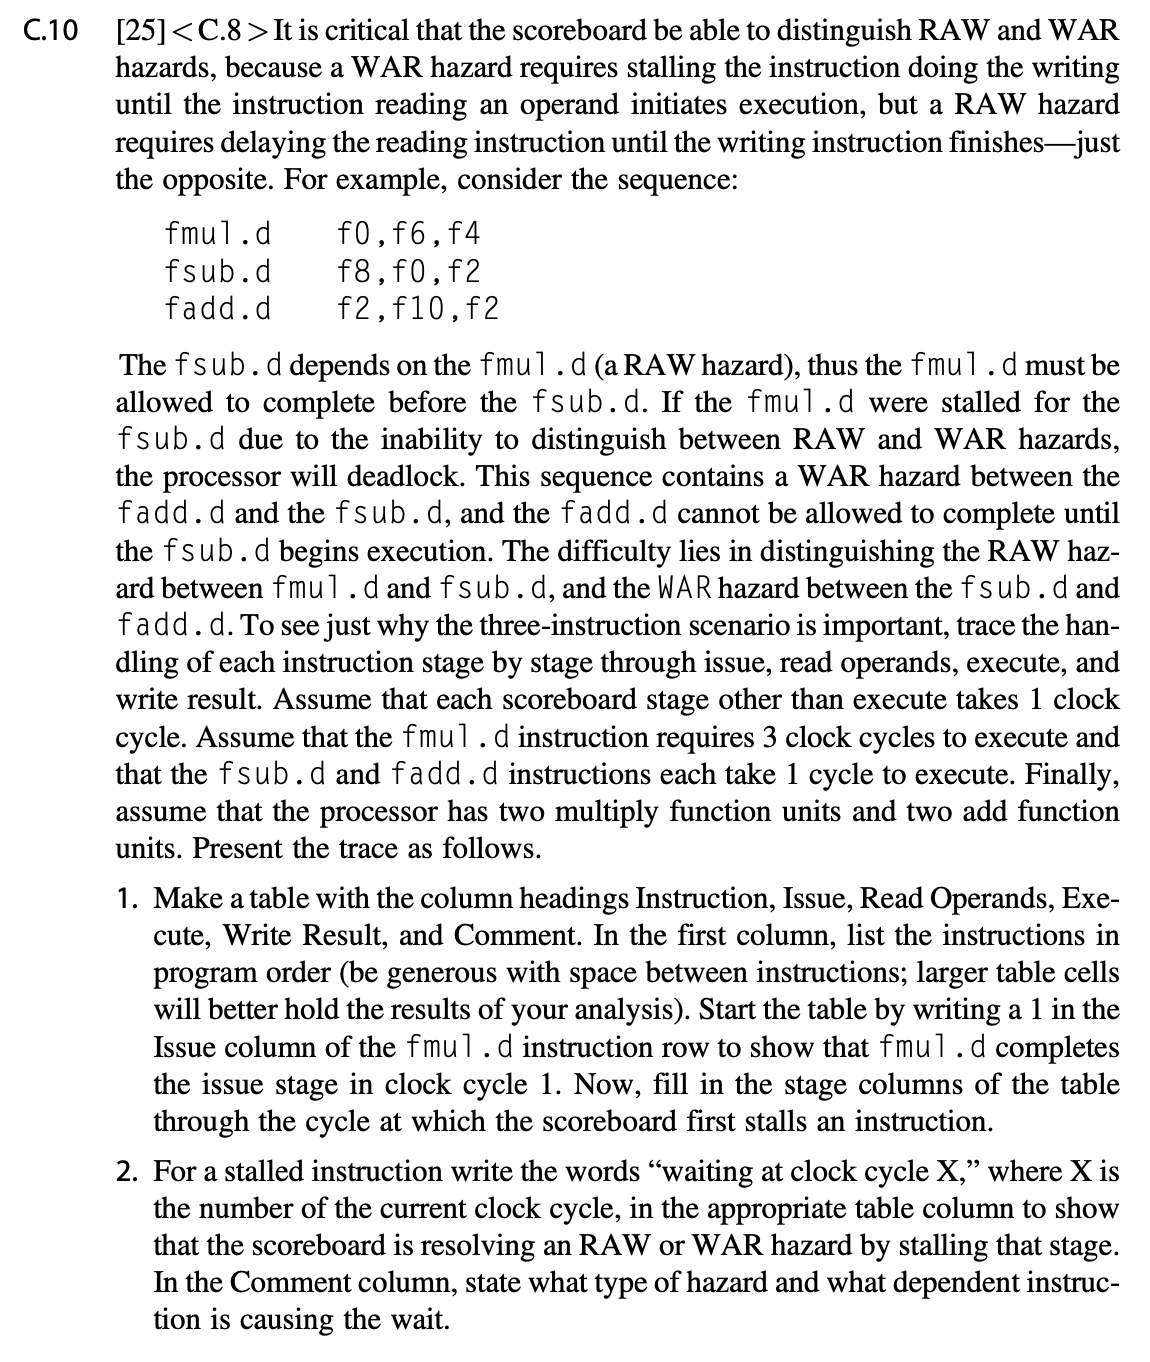 C.10 [25] <C.8> It is critical that the scoreboard be able to distinguish RAW and WAR
hazards, because a WAR hazard requires stalling the instruction doing the writing
until the instruction reading an operand initiates execution, but a RAW hazard
requires delaying the reading instruction until the writing instruction finishes—just
the opposite. For example, consider the sequence:
fmul.d f0,f6,f4
fsub.d f8,f0,f2
fadd.d f2,f10,f2
The fsub.d depends on the fmul.d (a RAW hazard), thus the fmul.d must be
allowed to complete before the fsub.d. If the fmul.d were stalled for the
fsub.d due to the inability to distinguish between RAW and WAR hazards,
the processor will deadlock. This sequence contains a WAR hazard between the
fadd.d and the fsub.d, and the fadd.d cannot be allowed to complete until
the fsub.d begins execution. The difficulty lies in distinguishing the RAW haz-
ard between fmul.d and fsub.d, and the WAR hazard between the fsub.d and
fadd.d. To see just why the three-instruction scenario is important, trace the han-
dling of each instruction stage by stage through issue, read operands, execute, and
write result. Assume that each scoreboard stage other than execute takes 1 clock
cycle. Assume that the fmul.d instruction requires 3 clock cycles to execute and
that the fsub.d and fadd.d instructions each take 1 cycle to execute. Finally,
assume that the processor has two multiply function units and two add function
units. Present the trace as follows.
1. Make a table with the column headings Instruction, Issue, Read Operands, Exe-
cute, Write Result, and Comment. In the first column, list the instructions in
program order (be generous with space between instructions; larger table cells
will better hold the results of your analysis). Start the table by writing a 1 in the
Issue column of the fmul.d instruction row to show that fmul.d completes
the issue stage in clock cycle 1. Now, fill in the stage columns of the table
through the cycle at which the scoreboard first stalls an instruction.
2. For a stalled instruction write the words “waiting at clock cycle X,” where X is
the number of the current clock cycle, in the appropriate table column to show
that the scoreboard is resolving an RAW or WAR hazard by stalling that stage.
In the Comment column, state what type of hazard and what dependent instruc-
tion is causing the wait.